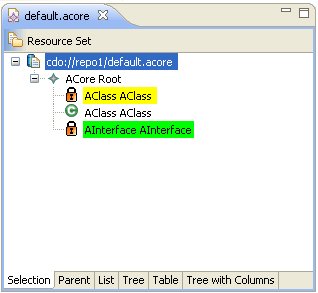 default.acore
Resource Set
cdo://repo1/default.acore
ACore Root
AClass AClass
AClass AClass
AInterface AInterface
Selection Parent List Tree Table Tree with Columns